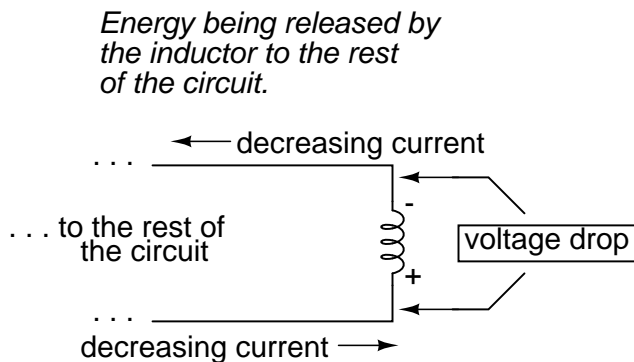 Energy being released by
the inductor to the rest
of the circuit.
decreasing current
. . .
-
. . . to the rest of
the circuit
voltage drop
+
. . .
decreasing current